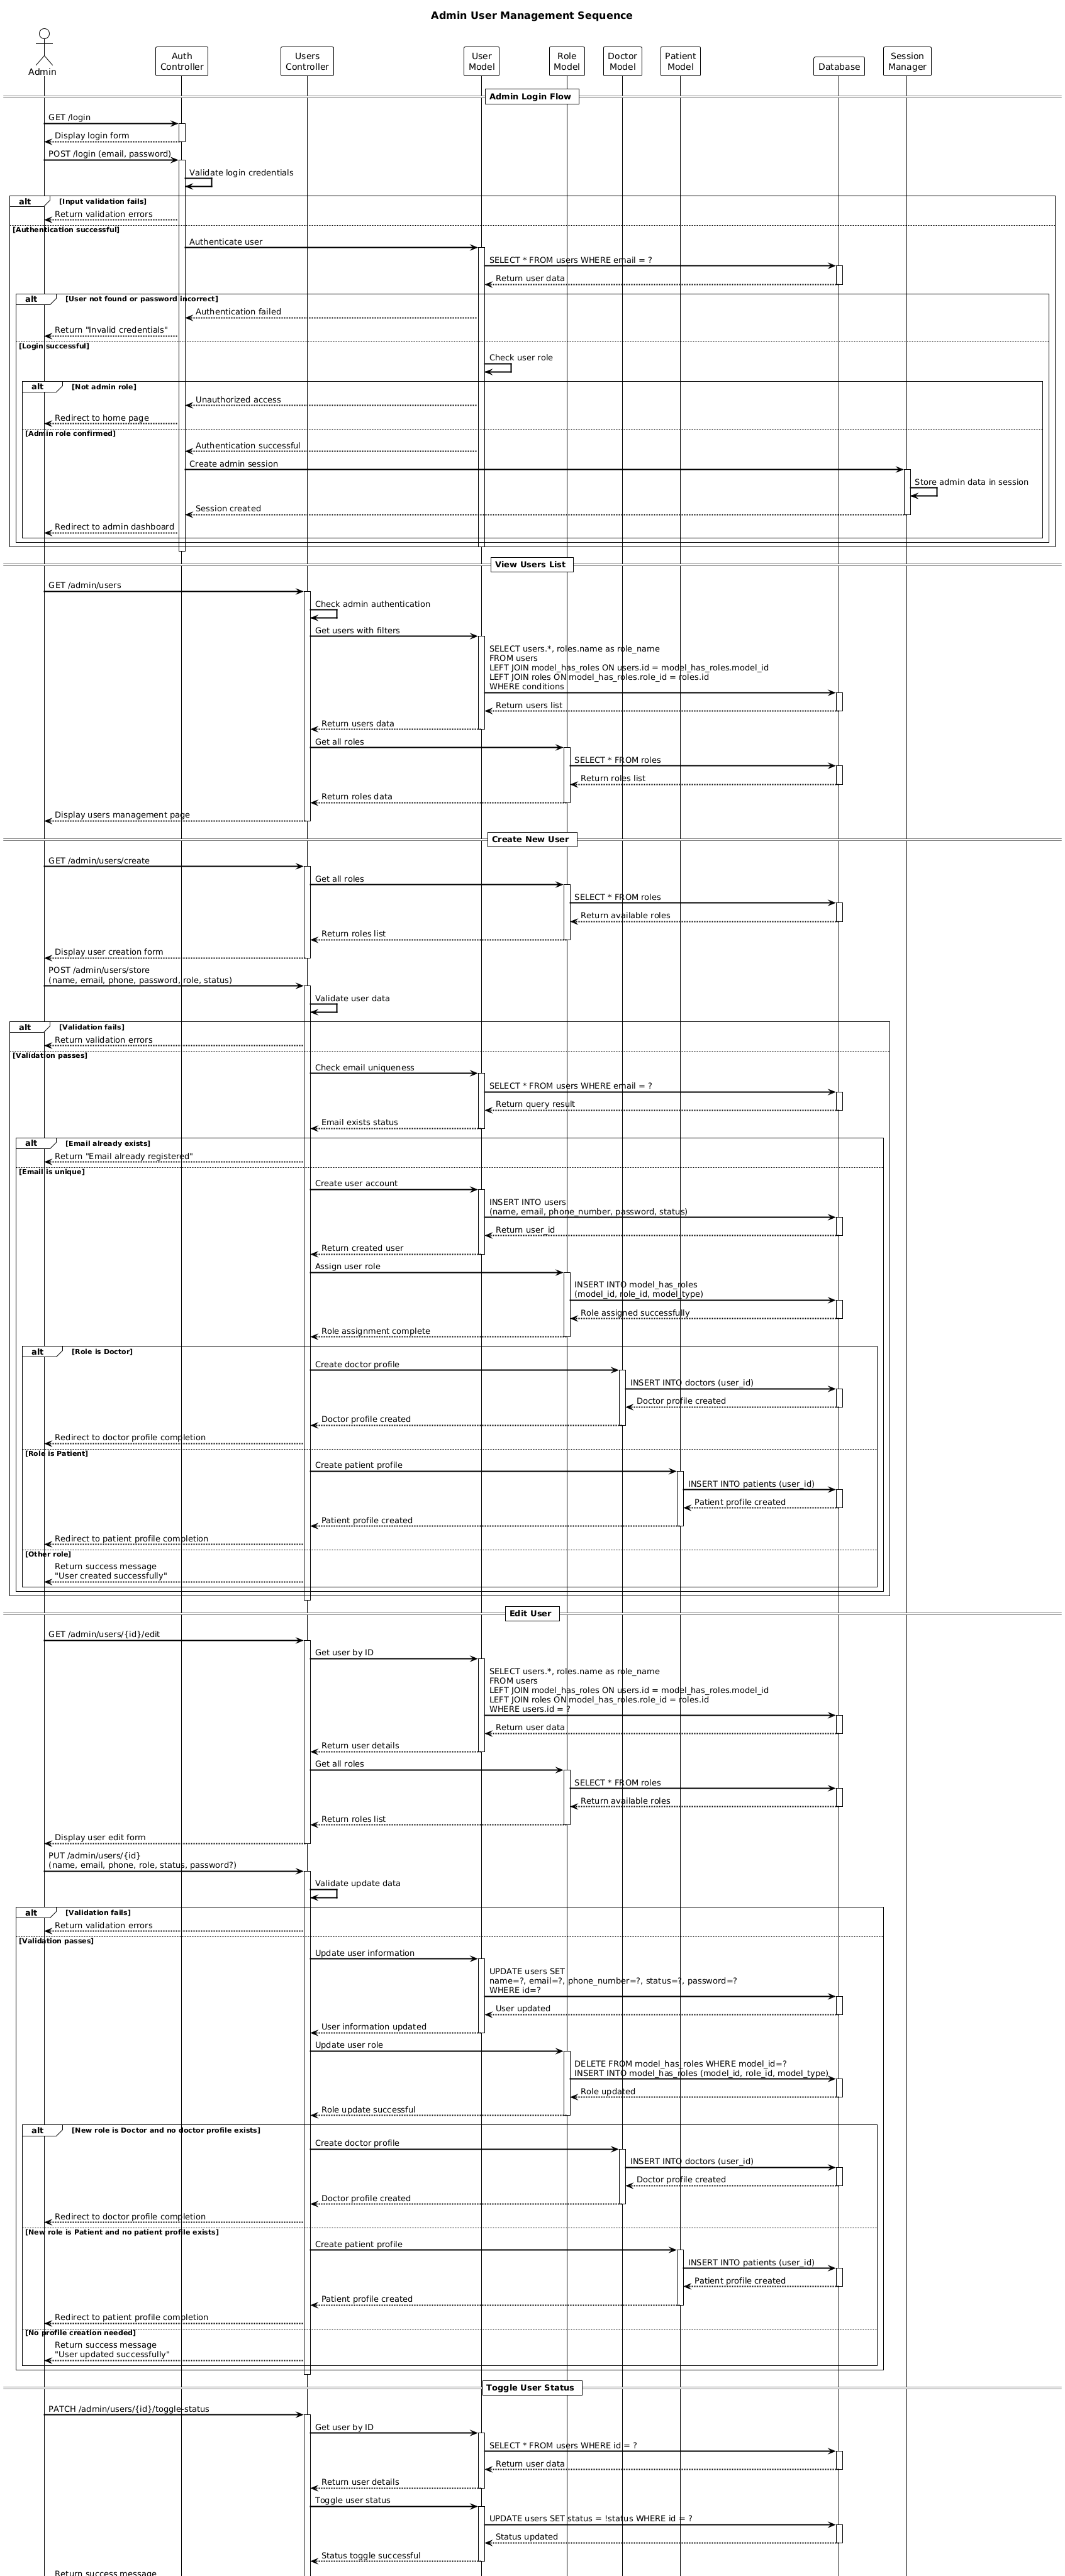 Admin User Management Sequence
Admin
Auth
Controller
Users
Controller
User
Model
Role
Model
Doctor
Model
Patient
Model
Database
Session
Manager
Admin Login Flow
GET /login
Display login form
POST /login (email, password)
Validate login credentials
alt [Input validation fails]
Return validation errors
[Authentication successful]
Authenticate user
SELECT * FROM users WHERE email = ?
Return user data
alt [User not found or password incorrect]
Authentication failed
Return "Invalid credentials"
[Login successful]
Check user role
alt [Not admin role]
Unauthorized access
Redirect to home page
[Admin role confirmed]
Authentication successful
Create admin session
Store admin data in session
Session created
Redirect to admin dashboard
View Users List
GET /admin/users
Check admin authentication
Get users with filters
SELECT users.*, roles.name as role_name
FROM users
LEFT JOIN model_has_roles ON users.id = model_has_roles.model_id
LEFT JOIN roles ON model_has_roles.role_id = roles.id
WHERE conditions
Return users list
Return users data
Get all roles
SELECT * FROM roles
Return roles list
Return roles data
Display users management page
Create New User
GET /admin/users/create
Get all roles
SELECT * FROM roles
Return available roles
Return roles list
Display user creation form
POST /admin/users/store
(name, email, phone, password, role, status)
Validate user data
alt [Validation fails]
Return validation errors
[Validation passes]
Check email uniqueness
SELECT * FROM users WHERE email = ?
Return query result
Email exists status
alt [Email already exists]
Return "Email already registered"
[Email is unique]
Create user account
INSERT INTO users
(name, email, phone_number, password, status)
Return user_id
Return created user
Assign user role
INSERT INTO model_has_roles
(model_id, role_id, model_type)
Role assigned successfully
Role assignment complete
alt [Role is Doctor]
Create doctor profile
INSERT INTO doctors (user_id)
Doctor profile created
Doctor profile created
Redirect to doctor profile completion
[Role is Patient]
Create patient profile
INSERT INTO patients (user_id)
Patient profile created
Patient profile created
Redirect to patient profile completion
[Other role]
Return success message
"User created successfully"
Edit User
GET /admin/users/{id}/edit
Get user by ID
SELECT users.*, roles.name as role_name
FROM users
LEFT JOIN model_has_roles ON users.id = model_has_roles.model_id
LEFT JOIN roles ON model_has_roles.role_id = roles.id
WHERE users.id = ?
Return user data
Return user details
Get all roles
SELECT * FROM roles
Return available roles
Return roles list
Display user edit form
PUT /admin/users/{id}
(name, email, phone, role, status, password?)
Validate update data
alt [Validation fails]
Return validation errors
[Validation passes]
Update user information
UPDATE users SET
name=?, email=?, phone_number=?, status=?, password=?
WHERE id=?
User updated
User information updated
Update user role
DELETE FROM model_has_roles WHERE model_id=?
INSERT INTO model_has_roles (model_id, role_id, model_type)
Role updated
Role update successful
alt [New role is Doctor and no doctor profile exists]
Create doctor profile
INSERT INTO doctors (user_id)
Doctor profile created
Doctor profile created
Redirect to doctor profile completion
[New role is Patient and no patient profile exists]
Create patient profile
INSERT INTO patients (user_id)
Patient profile created
Patient profile created
Redirect to patient profile completion
[No profile creation needed]
Return success message
"User updated successfully"
Toggle User Status
PATCH /admin/users/{id}/toggle-status
Get user by ID
SELECT * FROM users WHERE id = ?
Return user data
Return user details
Toggle user status
UPDATE users SET status = !status WHERE id = ?
Status updated
Status toggle successful
Return success message